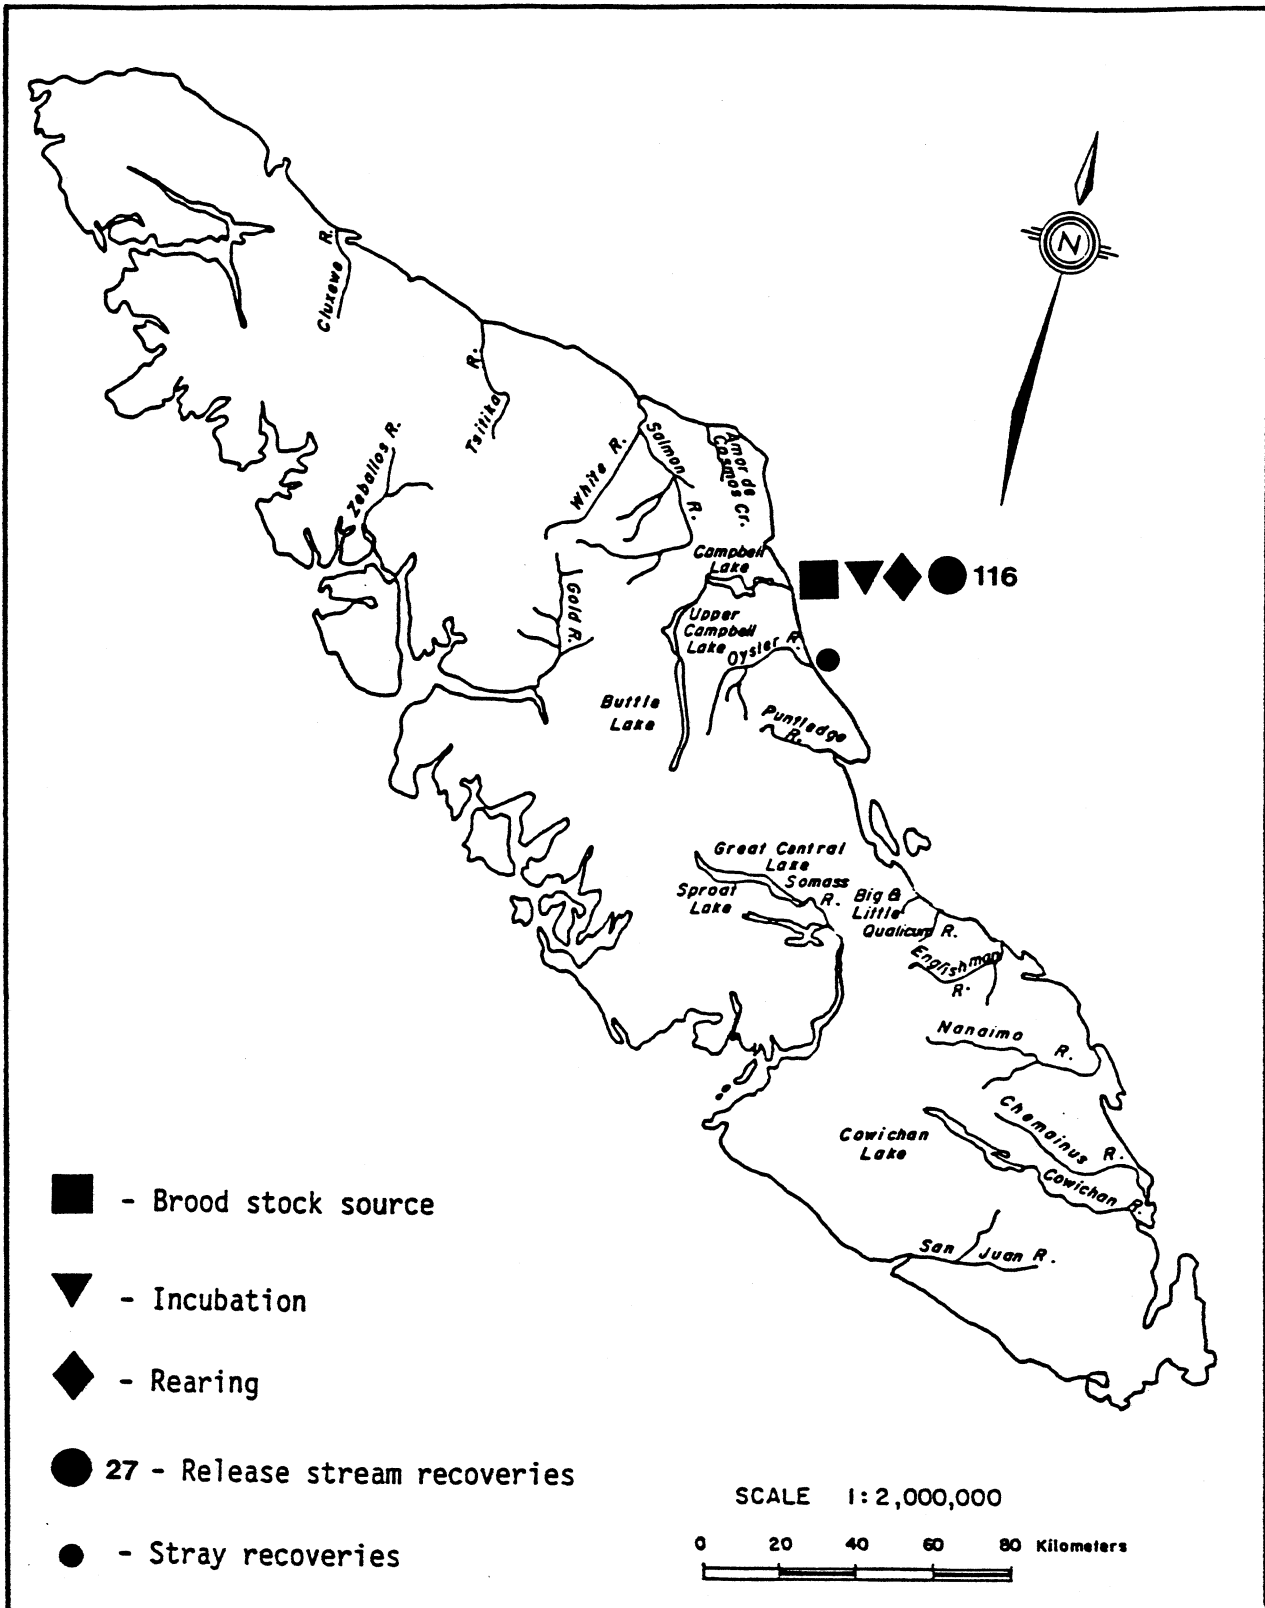 N
Cluxewe R.
Tsitika R.
Zeballos R.
White R.
Salmon R.
Amor de
Cosmos Cr.
Campbell
Lake
116
Upper
Campbell
Lake
Oyster R.
Gold R.
Buttle
Lake
Puntledge
R.
Great Central
Lake
Somass
R.
Sproat
Lake
Big &
Little
Qualicum R.
Englishman
R.
Nanaimo R.
Chemainus R.
Cowichan
Lake
Cowichan R.
San Juan R.
- Brood stock source
- Incubation
- Rearing
27 - Release stream recoveries
- Stray recoveries
SCALE 1:2,000,000
0 20 40 60 80 Kilometers